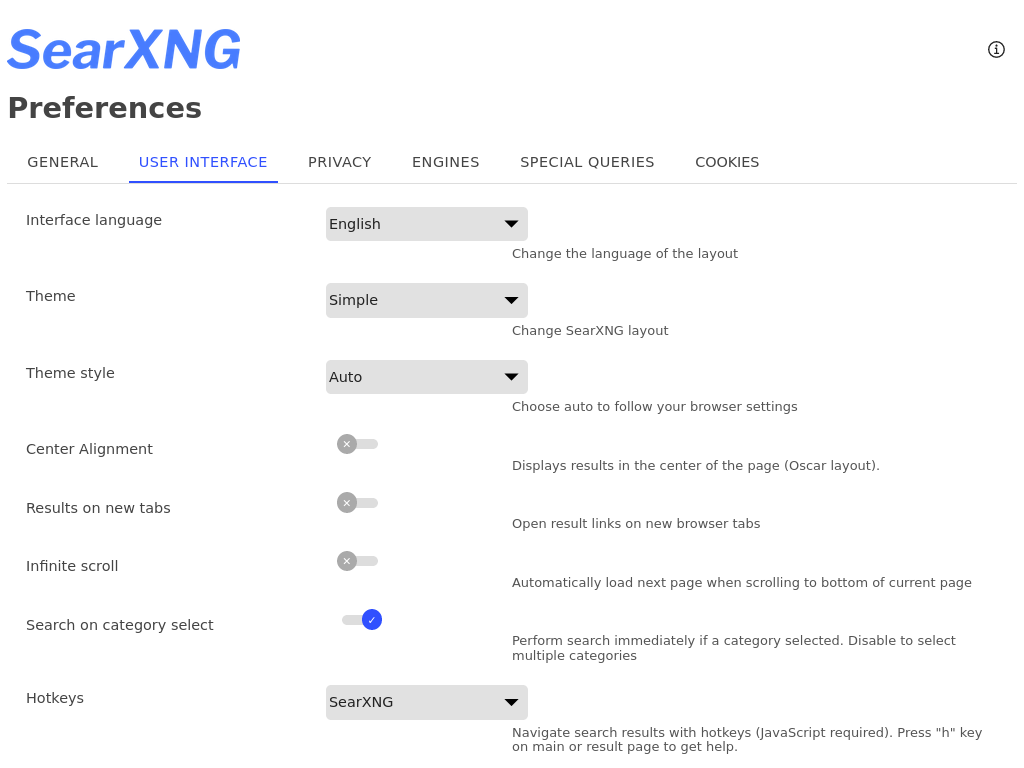 SearXNG
Preferences
GENERAL USER INTERFACE PRIVACY ENGINES SPECIAL QUERIES COOKIES
Interface language English
Change the language of the layout
Theme Simple
Change SearXNG layout
Theme style Auto
Choose auto to follow your browser settings
Center Alignment
Displays results in the center of the page (Oscar layout).
Results on new tabs
Open result links on new browser tabs
Infinite scroll
Automatically load next page when scrolling to bottom of current page
Search on category select
Perform search immediately if a category selected. Disable to select
multiple categories
Hotkeys SearXNG
Navigate search results with hotkeys (JavaScript required). Press "h" key
on main or result page to get help.